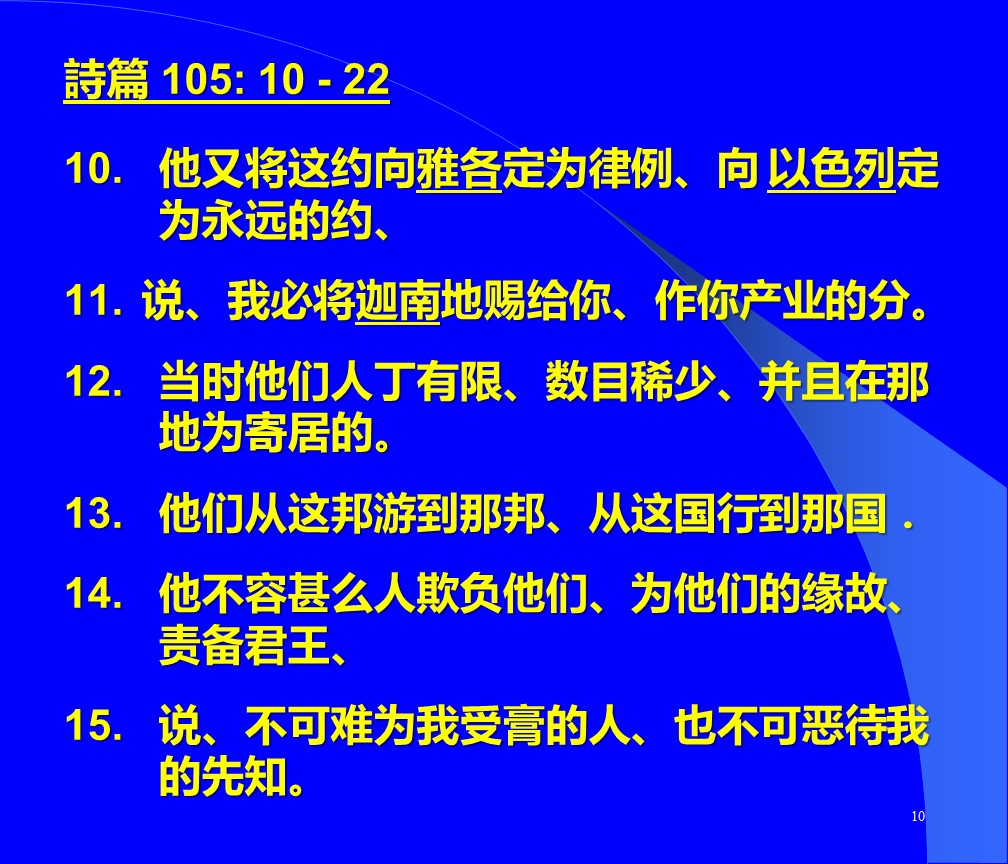 詩篇 105: 10 - 22
10. 他又将这约向雅各定为律例、向 以色列定
为永远的约、
11. 说、我必将迦南地赐给你、作你产业的分。
12. 当时他们人丁有限、数目稀少、并且在那
地为寄居的。
13. 他们从这邦游到那邦、从这国行到那国．
14. 他不容甚么人欺负他们、为他们的缘故、
责备君王、
15. 说、不可难为我受膏的人、也不可恶待我
的先知。
10